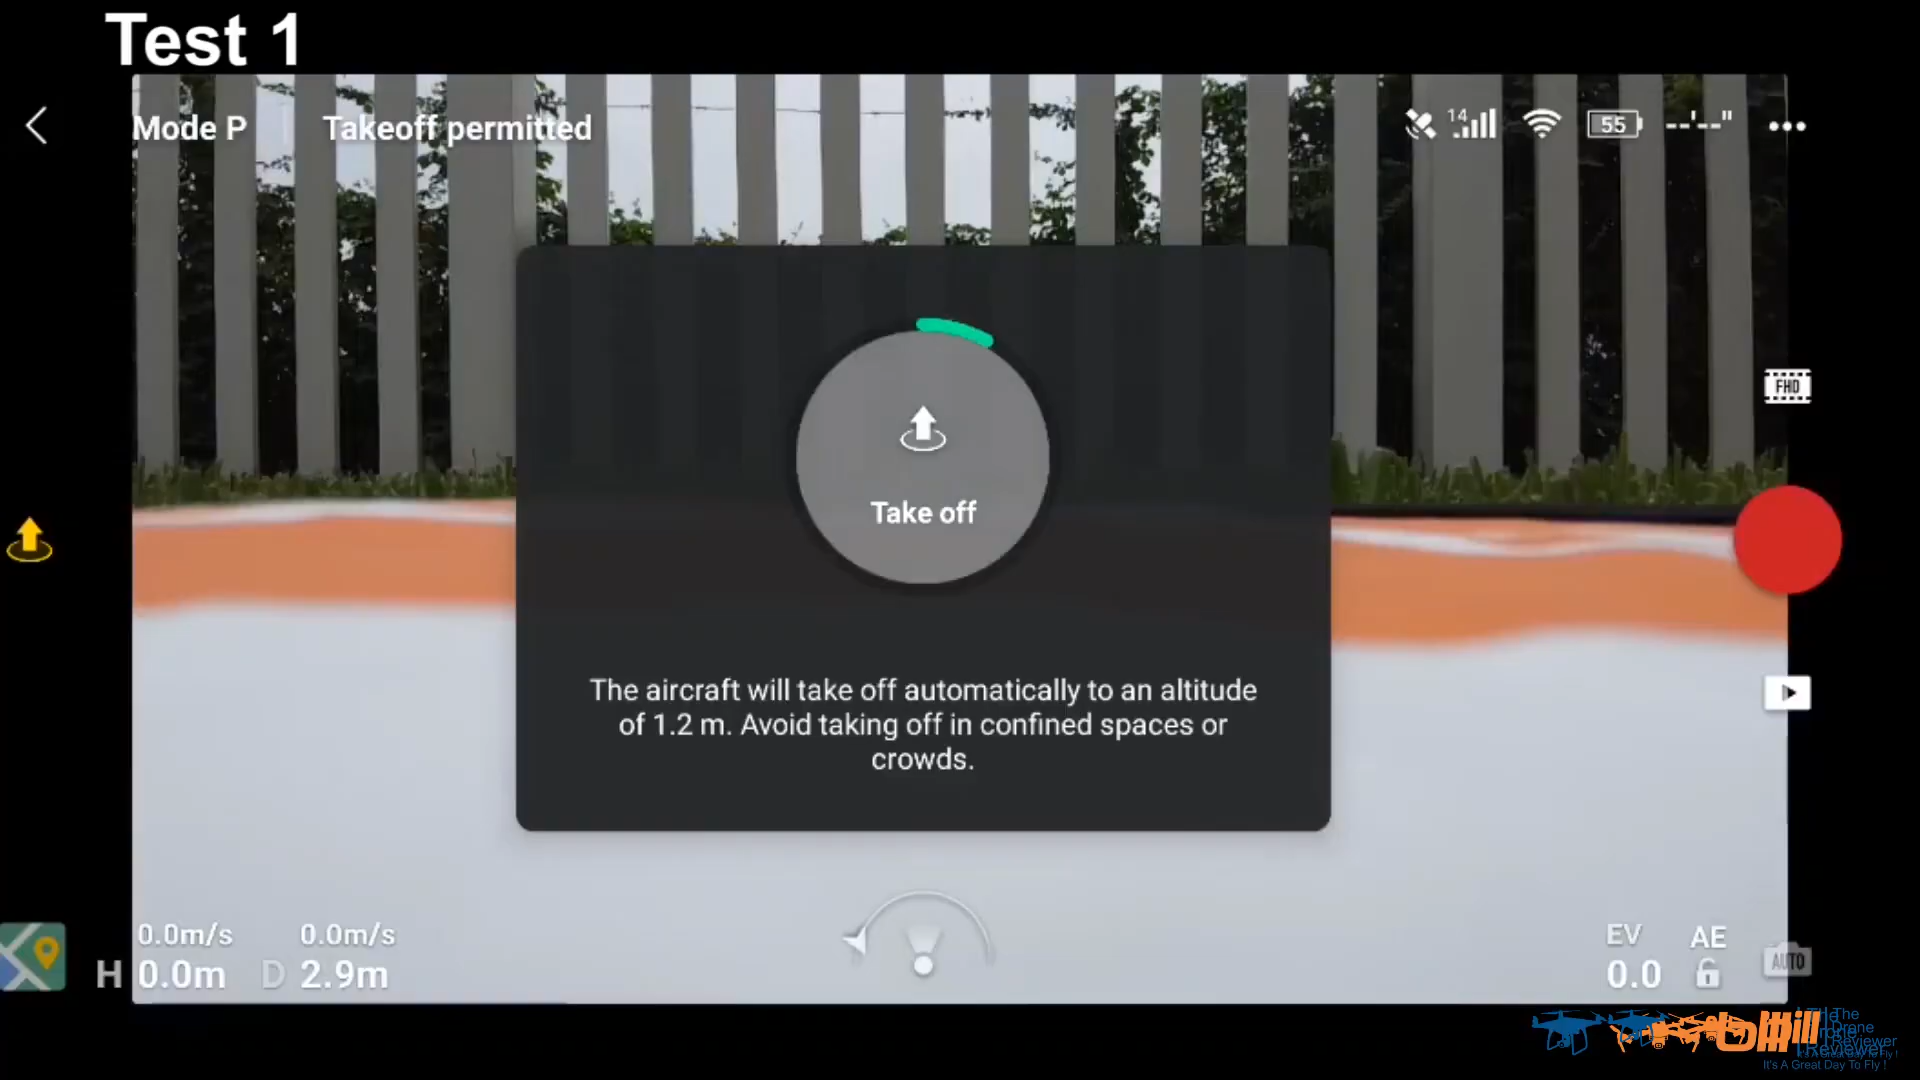 Test 1
Mode P
Takeoff permitted
14
55
--'--"
FHD
Take off
The aircraft will take off automatically to an altitude
of 1.2 m. Avoid taking off in confined spaces or
crowds.
0.0m/s
0.0m/s
H 0.0m
D 2.9m
EV
0.0
AE
AUTO
It's A Great Day To Fly !